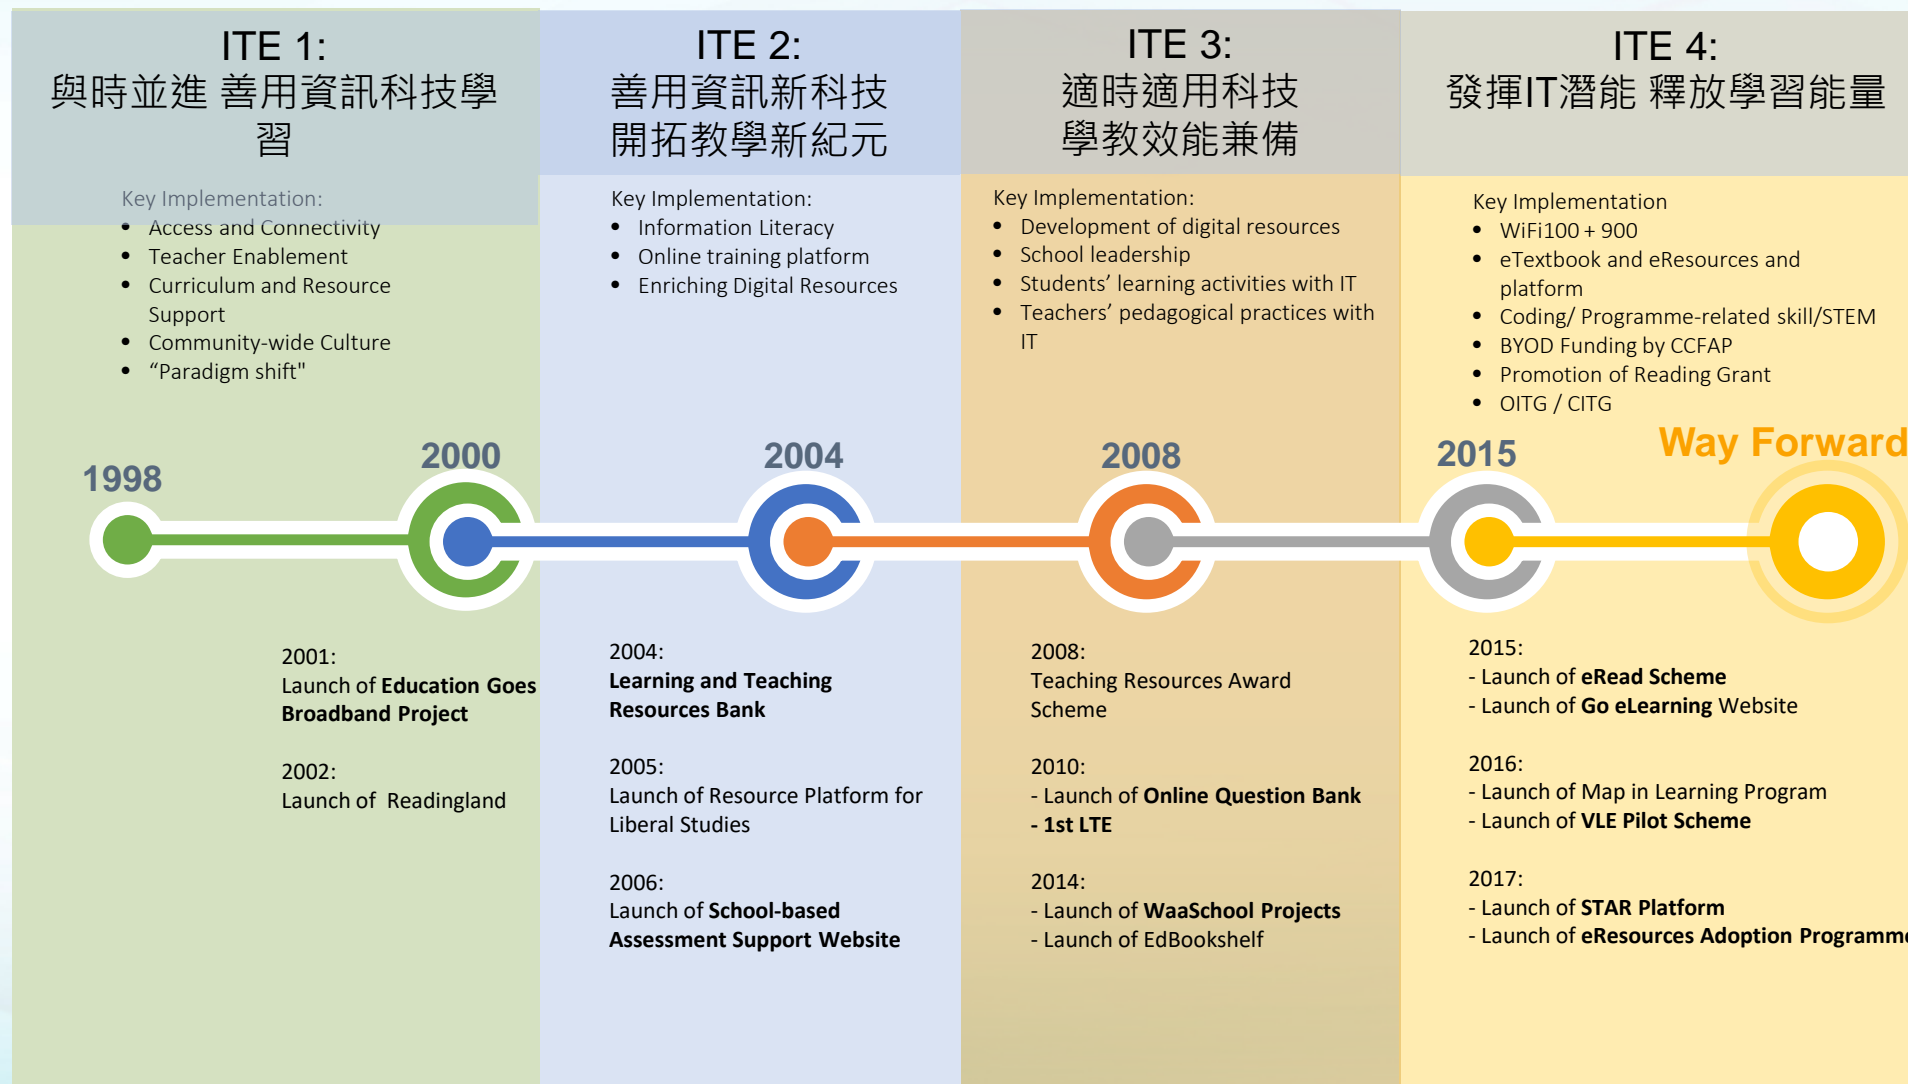 ITE 1:
與時並進 善用資訊科技學
習
Key Implementation:
• Access and Connectivity
• Teacher Enablement
• Curriculum and Resource
Support
• Community-wide Culture
• “Paradigm shift"
ITE 2:
善用資訊新科技
開拓教學新紀元
Key Implementation:
• Information Literacy
• Online training platform
• Enriching Digital Resources
ITE 3:
適時適用科技
學教效能兼備
Key Implementation:
• Development of digital resources
• School leadership
• Students’ learning activities with IT
• Teachers’ pedagogical practices with
IT
ITE 4:
發揮IT潛能 釋放學習能量
Key Implementation
• WiFi100 + 900
• eTextbook and eResources and
platform
• Coding/ Programme-related skill/STEM
• BYOD Funding by CCFAP
• Promotion of Reading Grant
• OITG / CITG
1998
2000
2004
2008
2015
Way Forward
2001:
Launch of Education Goes
Broadband Project
2002:
Launch of  Readingland
2004:
Learning and Teaching
Resources Bank
2005:
Launch of Resource Platform for
Liberal Studies
2006:
Launch of School-based
Assessment Support Website
2008:
Teaching Resources Award
Scheme
2010:
- Launch of Online Question Bank
- 1st LTE
2014:
- Launch of WaaSchool Projects
- Launch of EdBookshelf
2015:
- Launch of eRead Scheme
- Launch of Go eLearning Website
2016:
- Launch of Map in Learning Program
- Launch of VLE Pilot Scheme
2017:
- Launch of STAR Platform
- Launch of eResources Adoption Programme